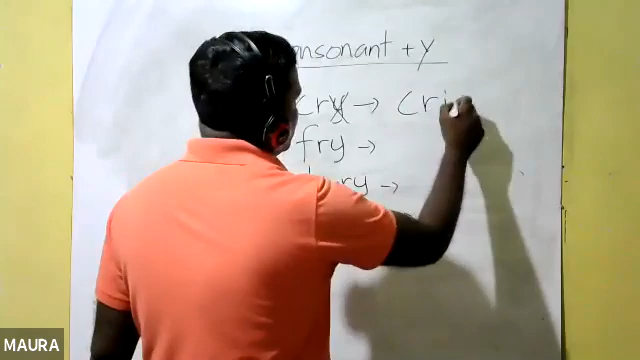 onsonant + y
cry → cri
fry →
ry →
MAURA